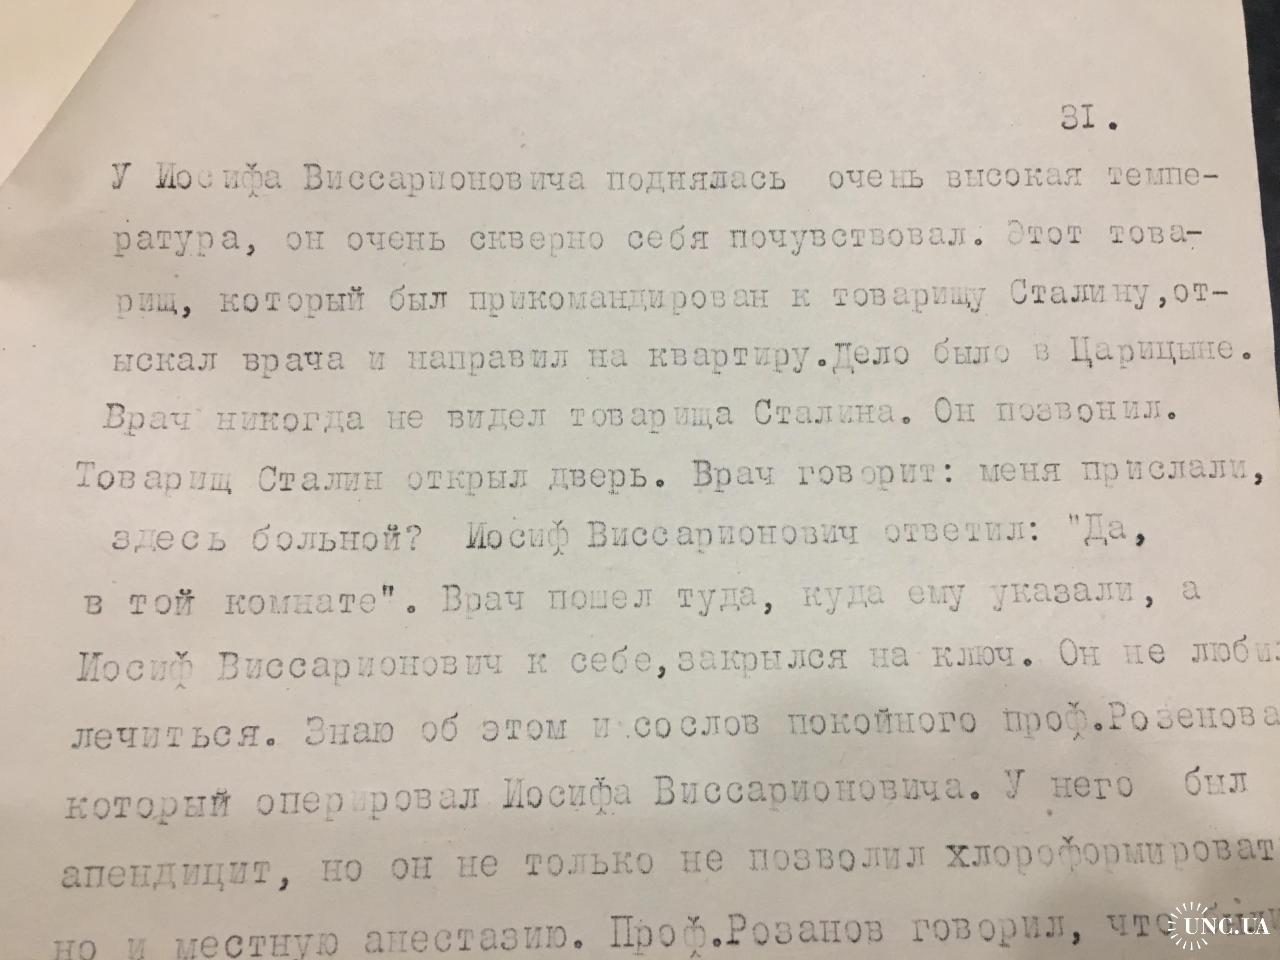 31.
У Иосифа Виссарионовича поднялась очень высокая темпе-
ратура, он очень скверно себя почувствовал. Этот това-
рищ, который был прикомандирован к товарищу Сталину,от-
ыскал врача и направил на квартиру.Дело было в Царицыне.
Врач никогда не видел товарища Сталина. Он позвонил.
Товарищ Сталин открыл дверь. Врач говорит: меня прислали,
здесь больной? Иосиф Виссарионович ответил: "Да,
в той комнате". Врач пошел туда, куда ему указали, а
Иосиф Виссарионович к себе,закрылся на ключ. Он не любил
лечиться. Знаю об этом и сослов покойного проф.Розенова
который оперировал Иосифа Виссарионовича. У него был
апендицит, но он не только не позволил хлороформироват
но и местную анестазию. Проф.Розанов говорил, что
UNC.UA